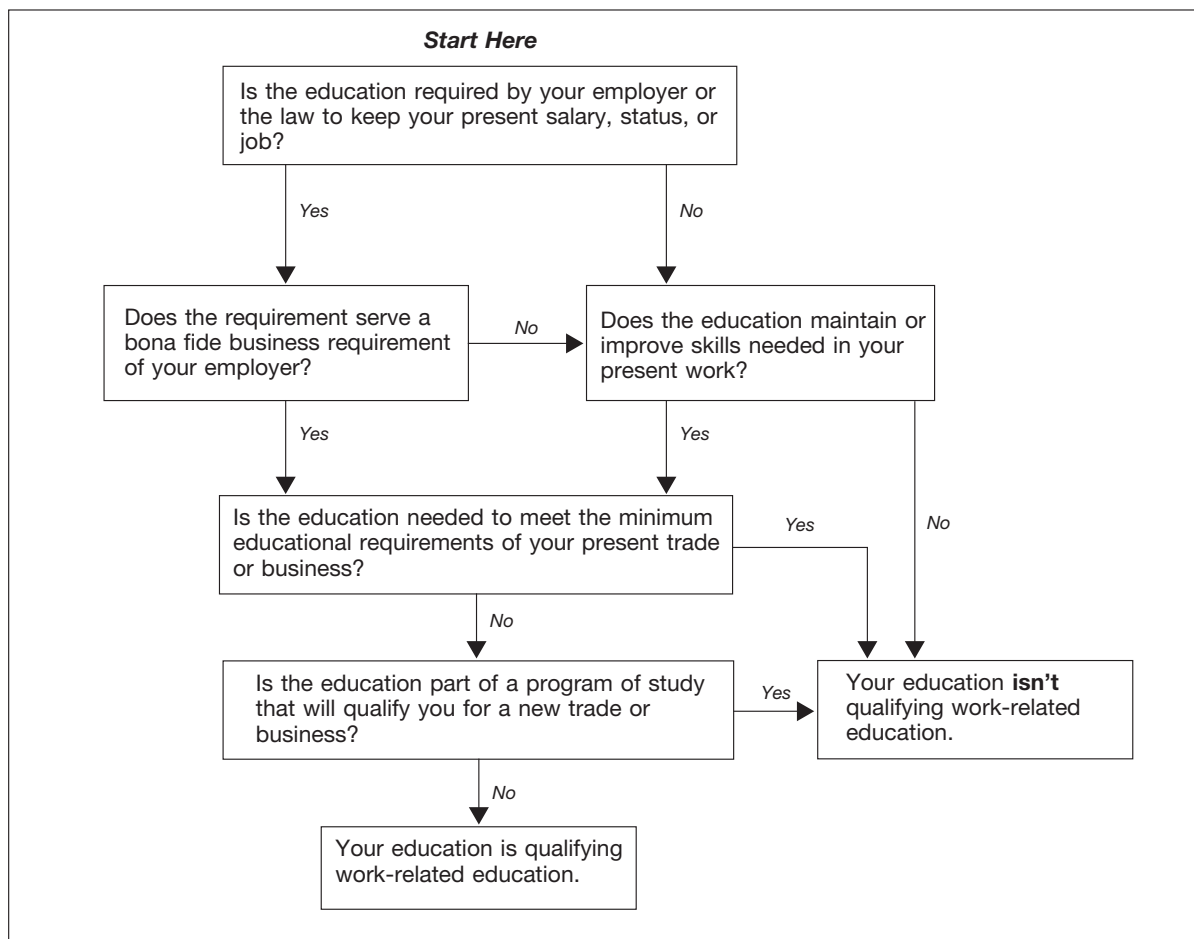 Start Here
Is the education required by your employer or
the law to keep your present salary, status, or
job?
Yes
No
Does the requirement serve a
bona fide business requirement
of your employer?
No
Does the education maintain or
improve skills needed in your
present work?
Yes
Yes
No
Is the education needed to meet the minimum
educational requirements of your present trade
or business?
Yes
No
Is the education part of a program of study
that will qualify you for a new trade or
business?
Yes
Your education isn't
qualifying work-related
education.
No
Your education is qualifying
work-related education.